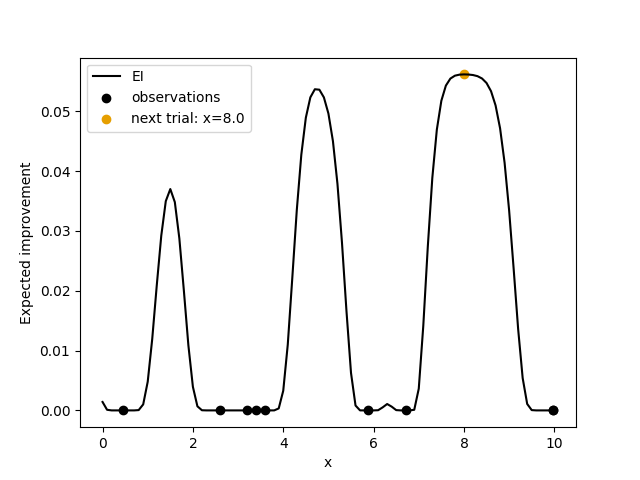 EI
observations
next trial: x=8.0
Expected improvement
0.05
0.04
0.03
0.02
0.01
0.00
0
2
4
6
8
10
x